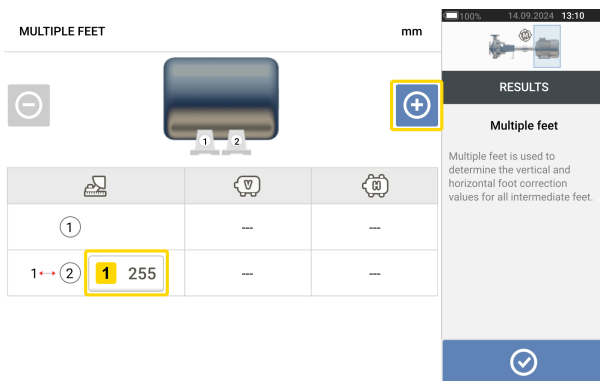 100% 14.09.2024 13:10
MULTIPLE FEET mm
1 2
RESULTS
Multiple feet
Multiple feet is used to
determine the vertical and
horizontal foot correction
values for all intermediate feet.
V H
1 --- ---
1 2 1 255 --- ---